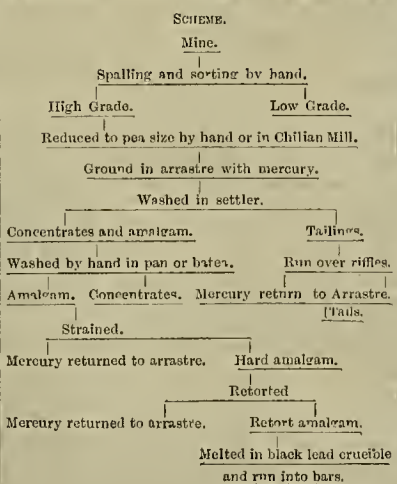 SCHEME.
Mine.
Spalling and sorting by hand.
High Grade. Low Grade.
Reduced to pea size by hand or in Chilian Mill.
Ground in arrastre with mercury.
Washed in settler.
Concentrates and amalgam. Tailings.
Washed by hand in pan or batea. Run over riffles.
Amalgam. Concentrates. Mercury return to Arrastre.
Tails.
Strained.
Mercury returned to arrastre. Hard amalgam.
Retorted
Mercury returned to arrastre. Retort amalgam.
Melted in black lead crucible
and run into bars.